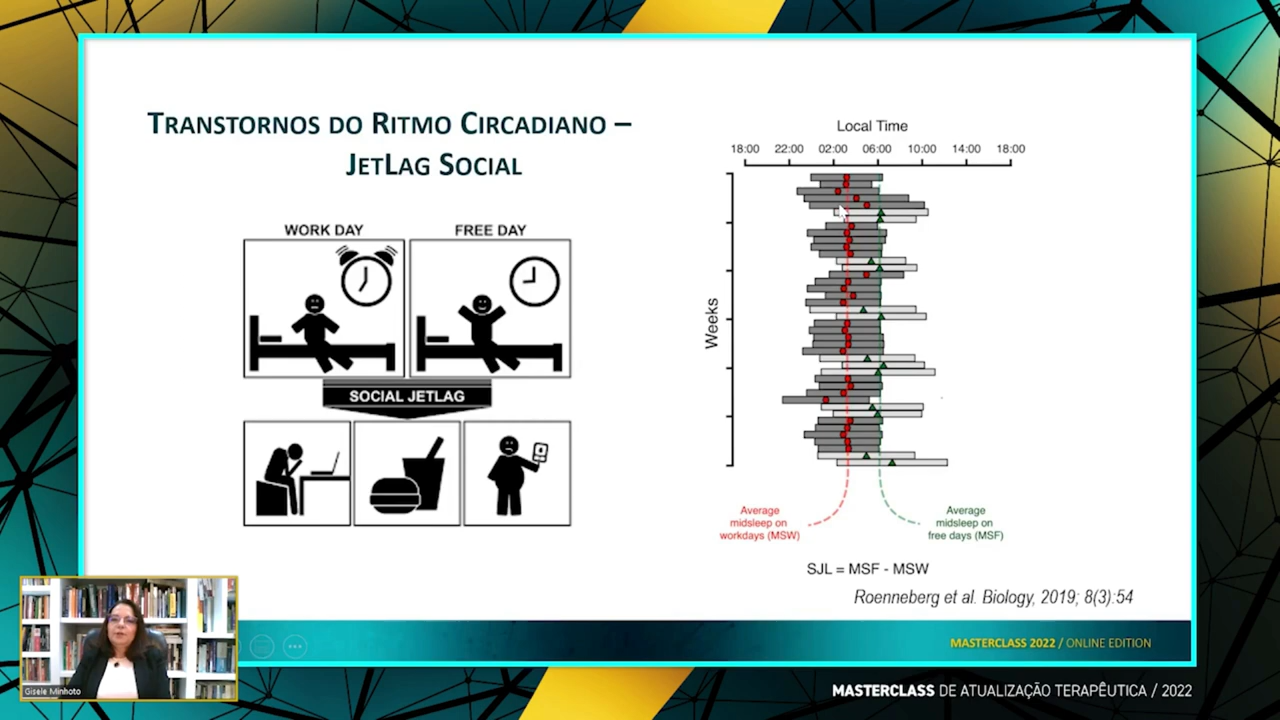 TRANSTORNOS DO RITMO CIRCADIANO –
JETLAG SOCIAL
WORK DAY
FREE DAY
SOCIAL JETLAG
Local Time
18:00 22:00 02:00 06:00 10:00 14:00 18:00
Weeks
Average
midsleep on
workdays (MSW)
Average
midsleep on
free days (MSF)
SJL = MSF - MSW
Roenneberg et al. Biology, 2019; 8(3):54
MASTERCLASS 2022 / ONLINE EDITION
Gisele Minhoto
MASTERCLASS DE ATUALIZAÇÃO TERAPÊUTICA / 2022